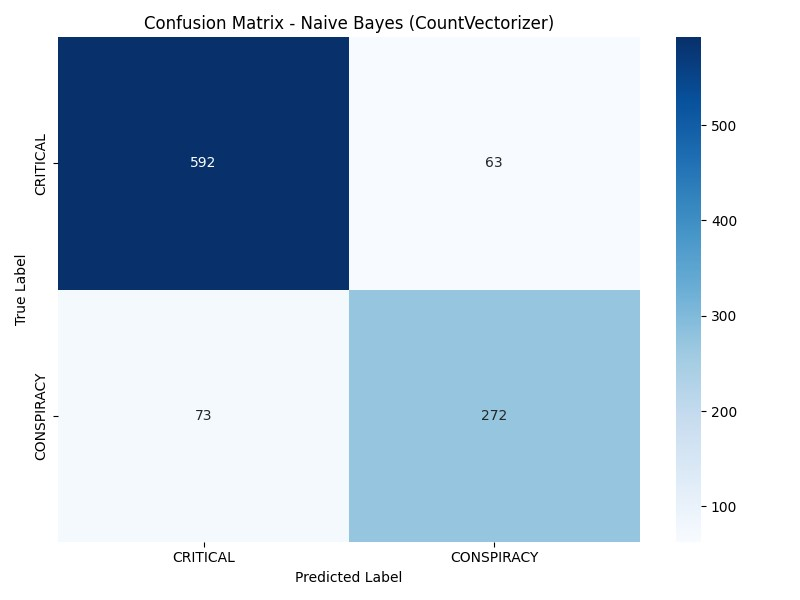 Confusion Matrix - Naive Bayes (CountVectorizer)
True Label
CRITICAL
CONSPIRACY
592
63
73
272
CRITICAL
CONSPIRACY
Predicted Label
500
400
300
200
100